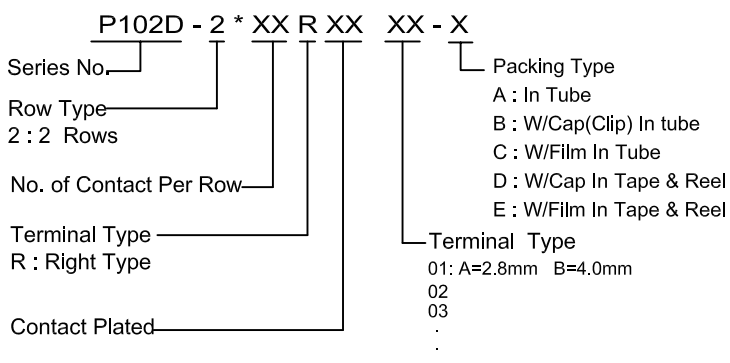 P102D - 2 * XX R XX XX - X
Series No.
Row Type
2 : 2 Rows
No. of Contact Per Row
Terminal Type
R : Right Type
Contact Plated
Packing Type
A : In Tube
B : W/Cap(Clip) In tube
C : W/Film In Tube
D : W/Cap In Tape & Reel
E : W/Film In Tape & Reel
Terminal Type
01: A=2.8mm B=4.0mm
02
03
.
.